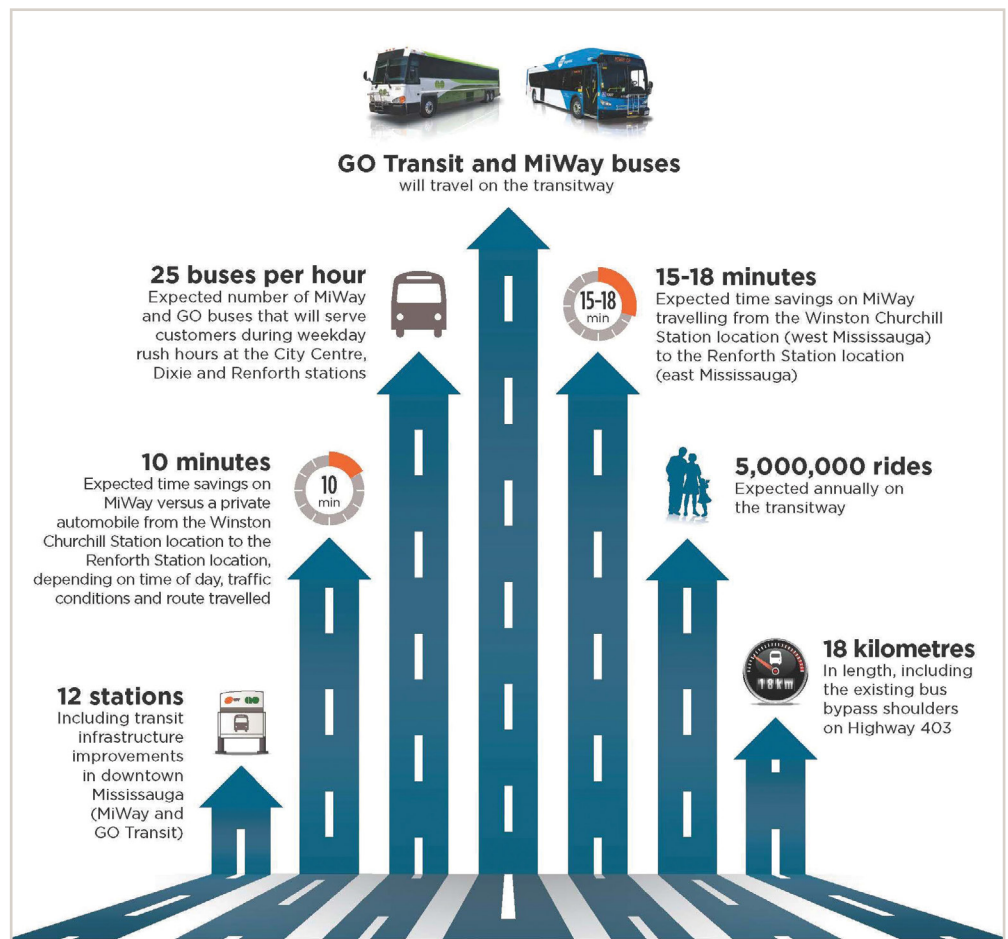 GO Transit and MiWay buses
will travel on the transitway
25 buses per hour
Expected number of MiWay
and GO buses that will serve
customers during weekday
rush hours at the City Centre,
Dixie and Renforth stations
15-18
min
15-18 minutes
Expected time savings on MiWay
travelling from the Winston Churchill
Station location (west Mississauga)
to the Renforth Station location
(east Mississauga)
10 minutes
Expected time savings on
MiWay versus a private
automobile from the Winston
Churchill Station location to the
Renforth Station location,
depending on time of day, traffic
conditions and route travelled
10
min
5,000,000 rides
Expected annually on
the transitway
12 stations
Including transit
infrastructure
improvements
in downtown
Mississauga
(MiWay and
GO Transit)
18km
18 kilometres
In length, including
the existing bus
bypass shoulders
on Highway 403